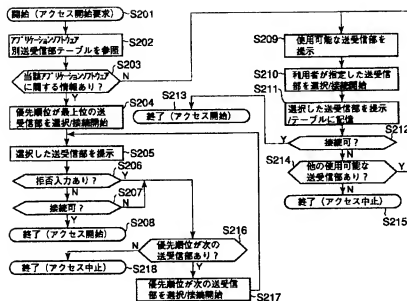 開始(アクセス開始要求)
S201
アプリケーションソフトウェア
別送受信部テーブルを参照
S202
当該アプリケーションソフトウェア
に関する情報あり?
S203
Y
N
優先順位が最上位の送
受信部を選択/接続開始
S204
選択した送受信部を提示
S205
拒否入力あり?
S206
Y
N
接続可?
S207
N
Y
終了(アクセス開始)
S208
S209
使用可能な送受信部を
提示
S210
利用者が指定した送受信
部を選択/接続開始
S211
選択した送受信部を提示
/テーブルに記憶
S212
接続可?
Y
N
S213
終了(アクセス開始)
S214
他の使用可能な
送受信部あり?
Y
N
終了(アクセス中止)
S215
優先順位が次の
送受信部あり?
S216
N
Y
優先順位が次の送受信
部を選択/接続開始
S217
終了(アクセス中止)
S218